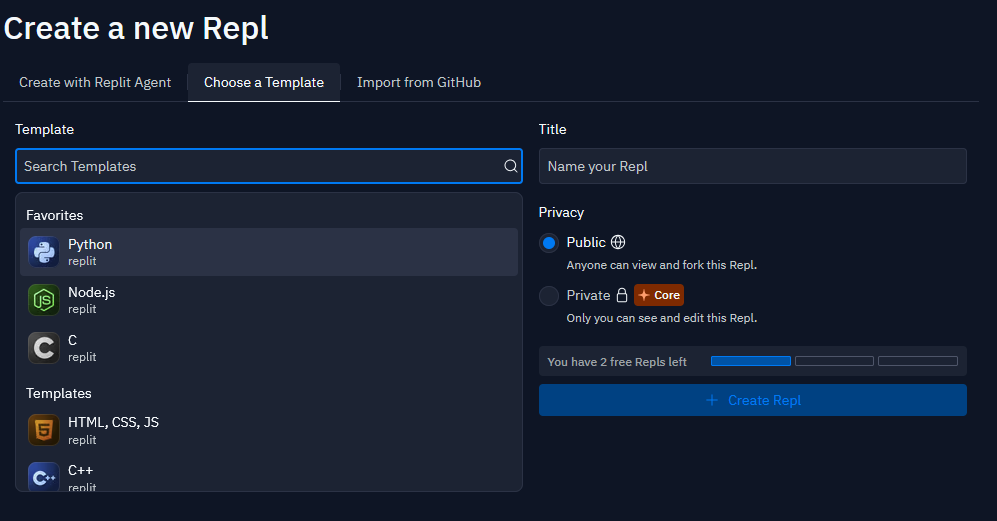 Create a new Repl
Create with Replit Agent
Choose a Template
Import from GitHub
Template
Search Templates
Favorites
Python
replit
Node.js
replit
C
replit
Templates
HTML, CSS, JS
replit
C++
replit
Title
Name your Repl
Privacy
Public
Anyone can view and fork this Repl.
Private Core
Only you can see and edit this Repl.
You have 2 free Repls left
+ Create Repl